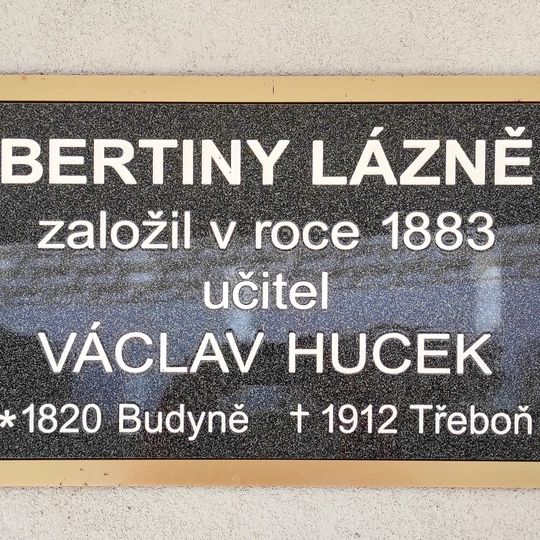 BERTINY LÁZNĚ
založil v roce 1883
učitel
VÁCLAV HUCEK
*1820 Budyně †1912 Třeboň